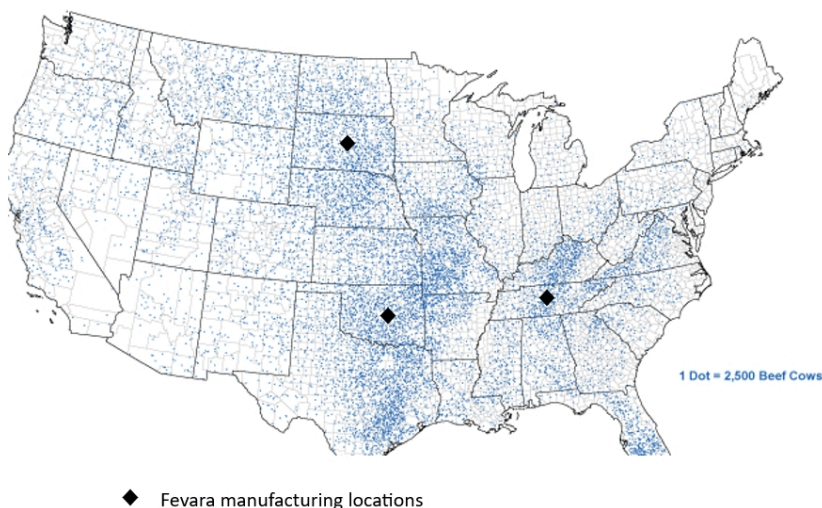 1 Dot = 2,500 Beef Cows
Fevara manufacturing locations